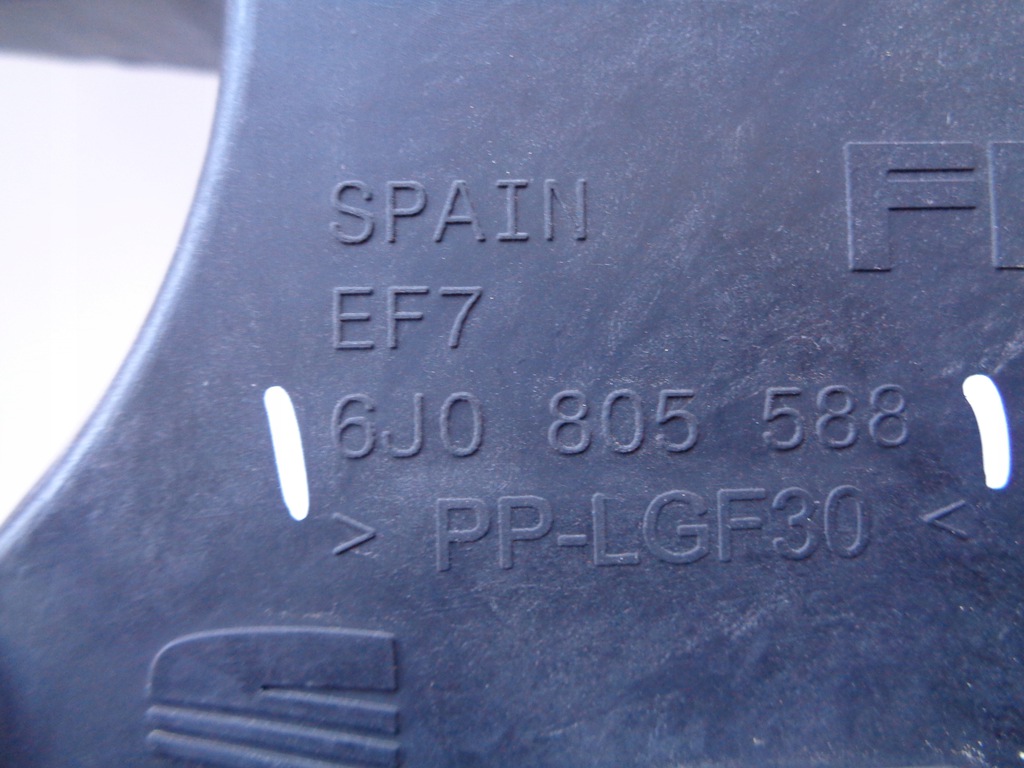 SPAIN
EF7
6J0 805 588
> PP-LGF30 <